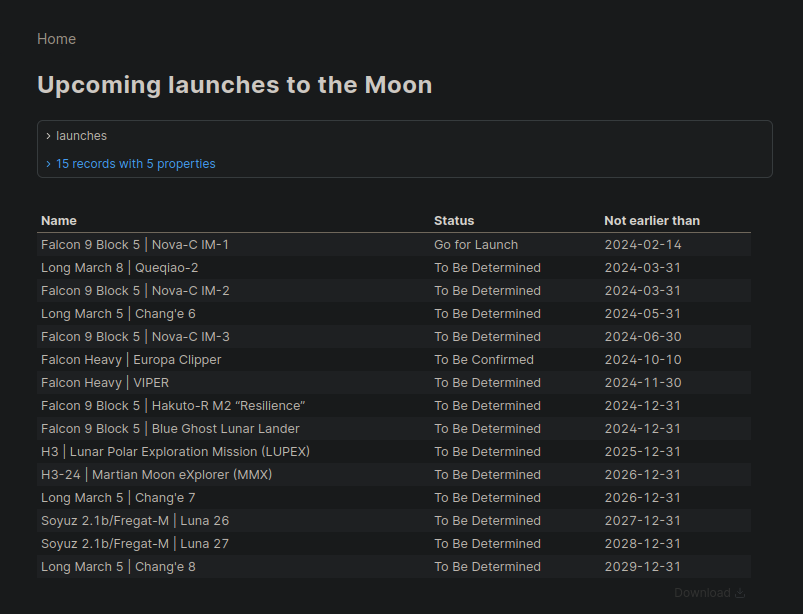 Home
Upcoming launches to the Moon
› launches
› 15 records with 5 properties
Name Status Not earlier than
Falcon 9 Block 5 | Nova-C IM-1 Go for Launch 2024-02-14
Long March 8 | Queqiao-2 To Be Determined 2024-03-31
Falcon 9 Block 5 | Nova-C IM-2 To Be Determined 2024-03-31
Long March 5 | Chang'e 6 To Be Determined 2024-05-31
Falcon 9 Block 5 | Nova-C IM-3 To Be Determined 2024-06-30
Falcon Heavy | Europa Clipper To Be Confirmed 2024-10-10
Falcon Heavy | VIPER To Be Determined 2024-11-30
Falcon 9 Block 5 | Hakuto-R M2 “Resilience” To Be Determined 2024-12-31
Falcon 9 Block 5 | Blue Ghost Lunar Lander To Be Determined 2024-12-31
H3 | Lunar Polar Exploration Mission (LUPEX) To Be Determined 2025-12-31
H3-24 | Martian Moon eXplorer (MMX) To Be Determined 2026-12-31
Long March 5 | Chang'e 7 To Be Determined 2026-12-31
Soyuz 2.1b/Fregat-M | Luna 26 To Be Determined 2027-12-31
Soyuz 2.1b/Fregat-M | Luna 27 To Be Determined 2028-12-31
Long March 5 | Chang'e 8 To Be Determined 2029-12-31
Download